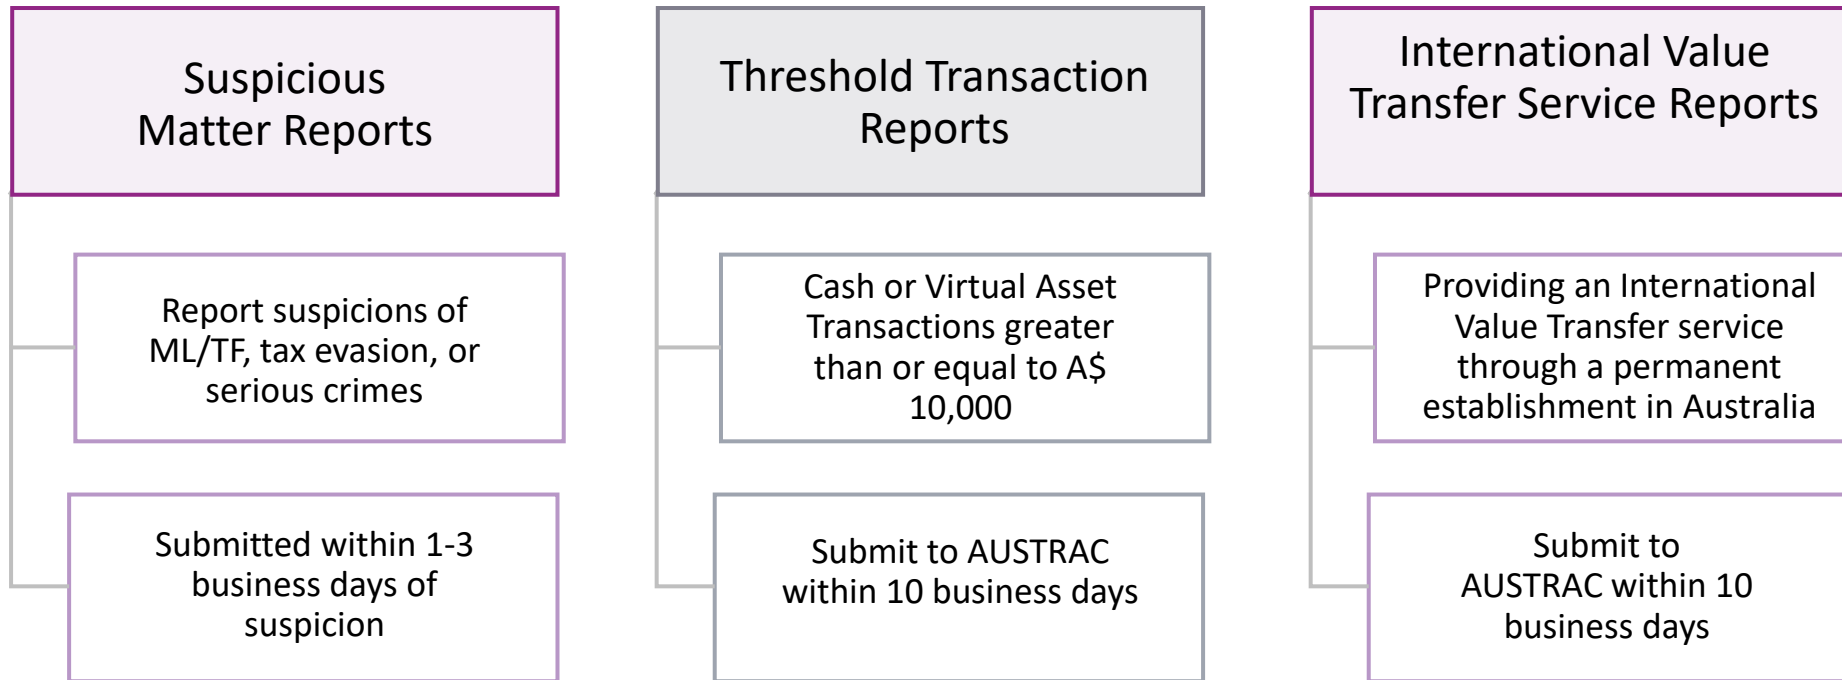 Suspicious
Matter Reports
Report suspicions of
ML/TF, tax evasion, or
serious crimes
Submitted within 1-3
business days of
suspicion
Threshold Transaction
Reports
Cash or Virtual Asset
Transactions greater
than or equal to A$
10,000
Submit to AUSTRAC
within 10 business days
International Value
Transfer Service Reports
Providing an International
Value Transfer service
through a permanent
establishment in Australia
Submit to
AUSTRAC within 10
business days